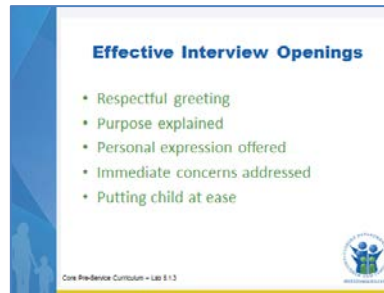 Effective Interview Openings
• Respectful greeting
• Purpose explained
• Personal expression offered
• Immediate concerns addressed
• Putting child at ease
Core Pre-Service Curriculum – Lab 5.1.3